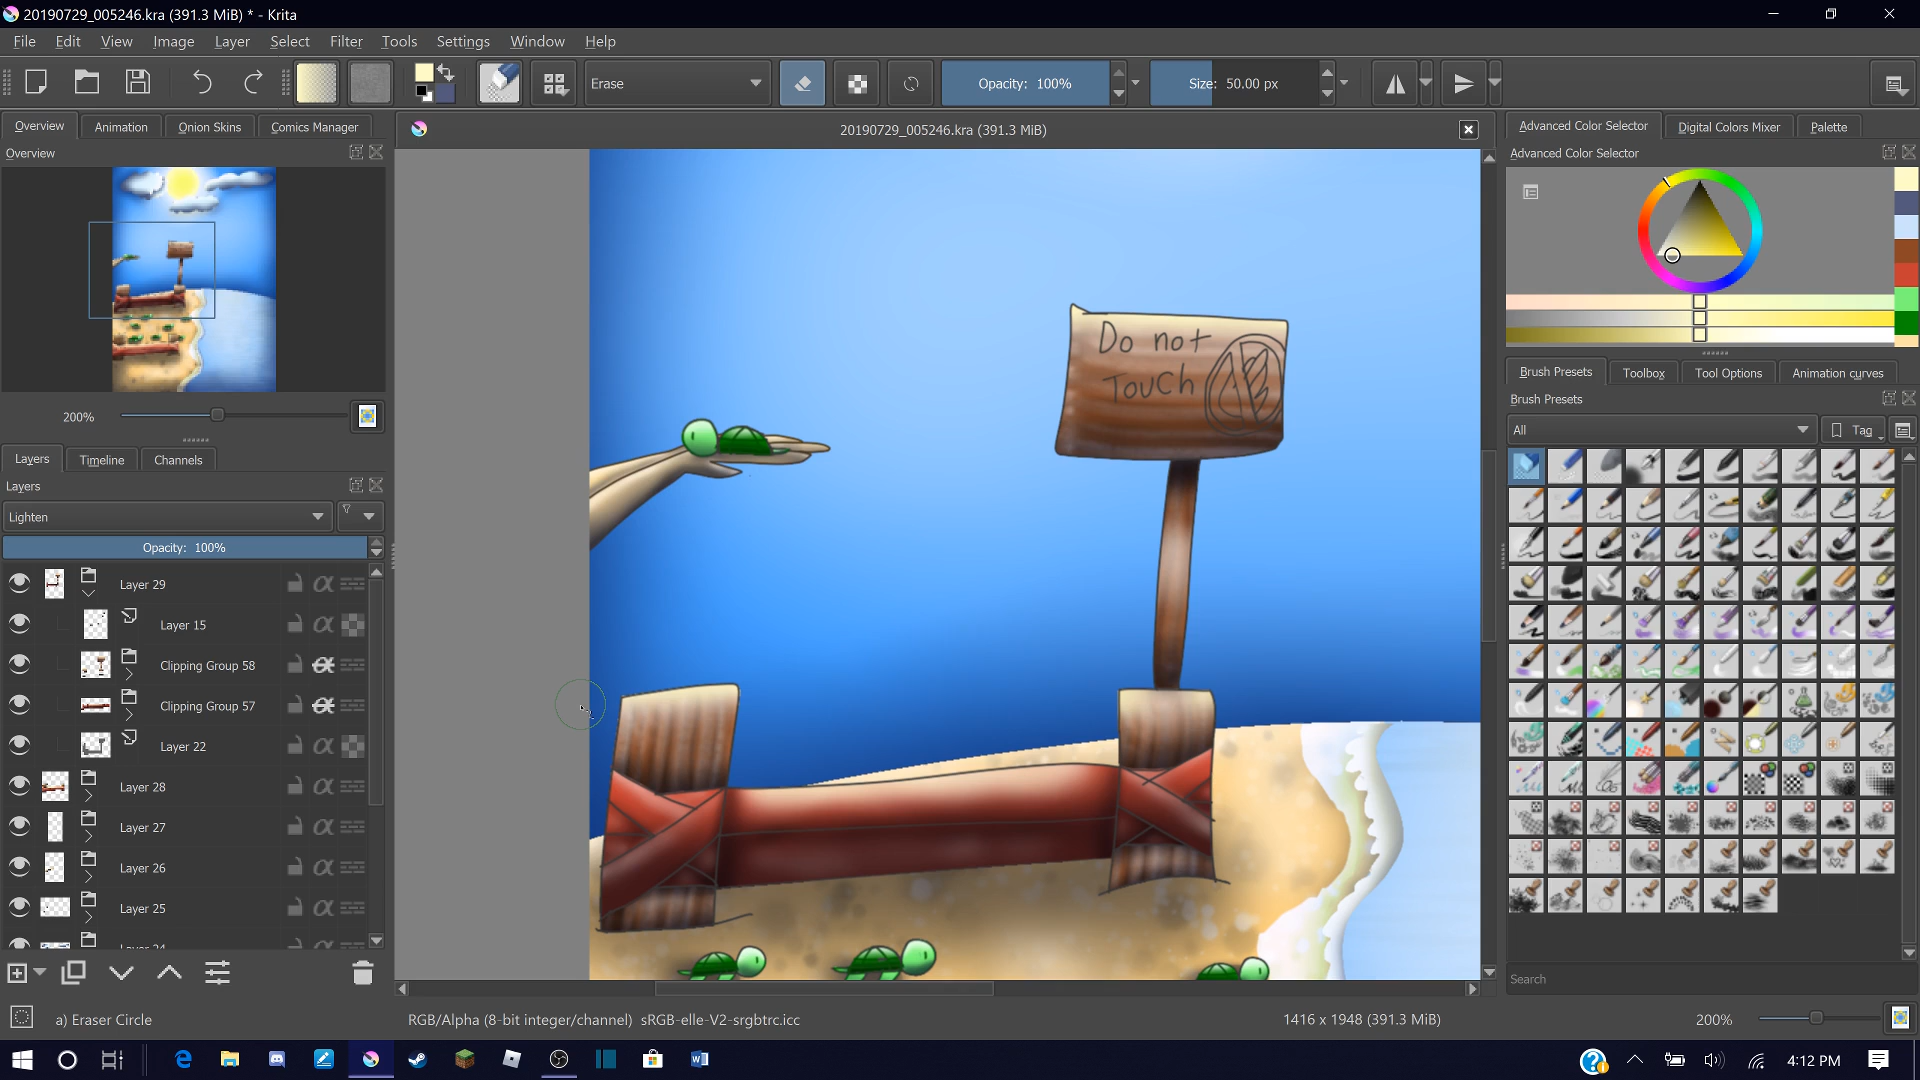 20190729_005246.kra (391.3 MiB) * - Krita
File Edit View Image Layer Select Filter Tools Settings Window Help
Erase Opacity: 100% Size: 50.00 px
Overview Animation Onion Skins Comics Manager
20190729_005246.kra (391.3 MiB)
Advanced Color Selector Digital Colors Mixer Palette
Overview
Advanced Color Selector
Do not
Touch
200%
Brush Presets Toolbox Tool Options Animation curves
Brush Presets
All Tag
Layers Timeline Channels
Layers
Lighten
Opacity: 100%
Layer 29
Layer 15
Clipping Group 58
Clipping Group 57
Layer 22
Layer 28
Layer 27
Layer 26
Layer 25
Layer 24
Search
a) Eraser Circle
RGB/Alpha (8-bit integer/channel) sRGB-elle-V2-srgbtrc.icc
1416 x 1948 (391.3 MiB)
200%
4:12 PM